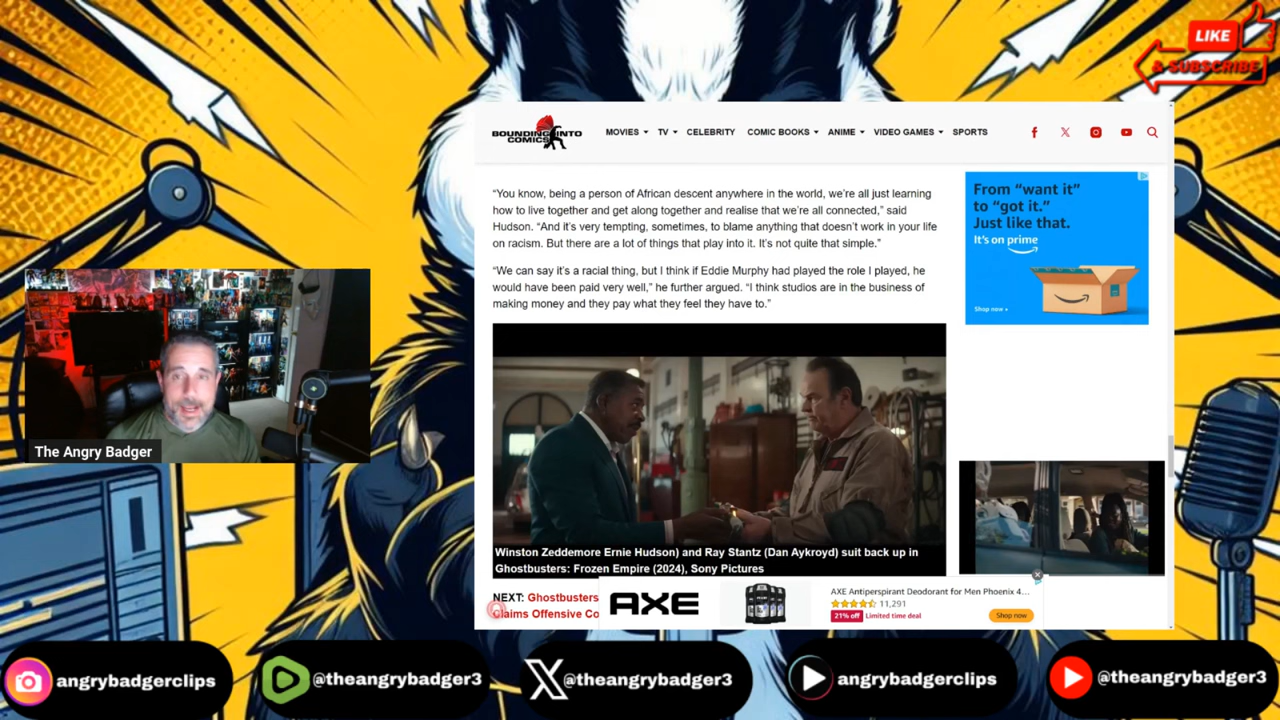 LIKE
& SUBSCRIBE
BOUNDING INTO
COMICS
MOVIES TV CELEBRITY COMIC BOOKS ANIME VIDEO GAMES SPORTS
“You know, being a person of African descent anywhere in the world, we’re all just learning
how to live together and get along together and realise that we’re all connected,” said
Hudson. “And it’s very tempting, sometimes, to blame anything that doesn’t work in your life
on racism. But there are a lot of things that play into it. It’s not quite that simple.”
“We can say it’s a racial thing, but I think if Eddie Murphy had played the role I played, he
would have been paid very well,” he further argued. “I think studios are in the business of
making money and they pay what they feel they have to.”
From “want it”
to “got it.”
Just like that.
It’s on prime
Shop now
The Angry Badger
Winston Zeddemore Ernie Hudson) and Ray Stantz (Dan Aykroyd) suit back up in
Ghostbusters: Frozen Empire (2024), Sony Pictures
NEXT: Ghostbusters
Claims Offensive Co
AXE
AXE Antiperspirant Deodorant for Men Phoenix 4...
11,291
21% off Limited time deal
Shop now
angrybadgerclips
@theangrybadger3
@theangrybadger3
angrybadgerclips
@theangrybadger3